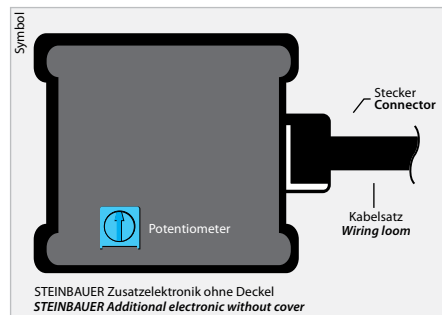 Symbol
Stecker
Connector
Potentiometer
Kabelsatz
Wiring loom
STEINBAUER Zusatzelektronik ohne Deckel
STEINBAUER Additional electronic without cover